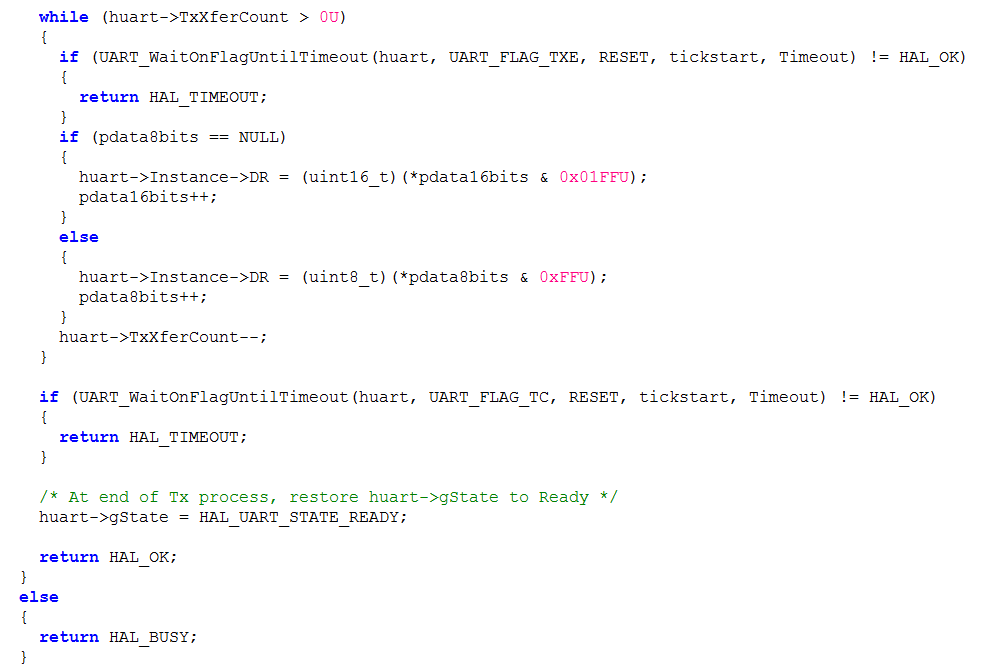 while (huart->TxXferCount > 0U)
{
if (UART_WaitOnFlagUntilTimeout(huart, UART_FLAG_TXE, RESET, tickstart, Timeout) != HAL_OK)
{
return HAL_TIMEOUT;
}
if (pdata8bits == NULL)
{
huart->Instance->DR = (uint16_t)(*pdata16bits & 0x01FFU);
pdata16bits++;
}
else
{
huart->Instance->DR = (uint8_t)(*pdata8bits & 0xFFU);
pdata8bits++;
}
huart->TxXferCount--;
}
if (UART_WaitOnFlagUntilTimeout(huart, UART_FLAG_TC, RESET, tickstart, Timeout) != HAL_OK)
{
return HAL_TIMEOUT;
}
/* At end of Tx process, restore huart->gState to Ready */
huart->gState = HAL_UART_STATE_READY;
return HAL_OK;
}
else
{
return HAL_BUSY;
}